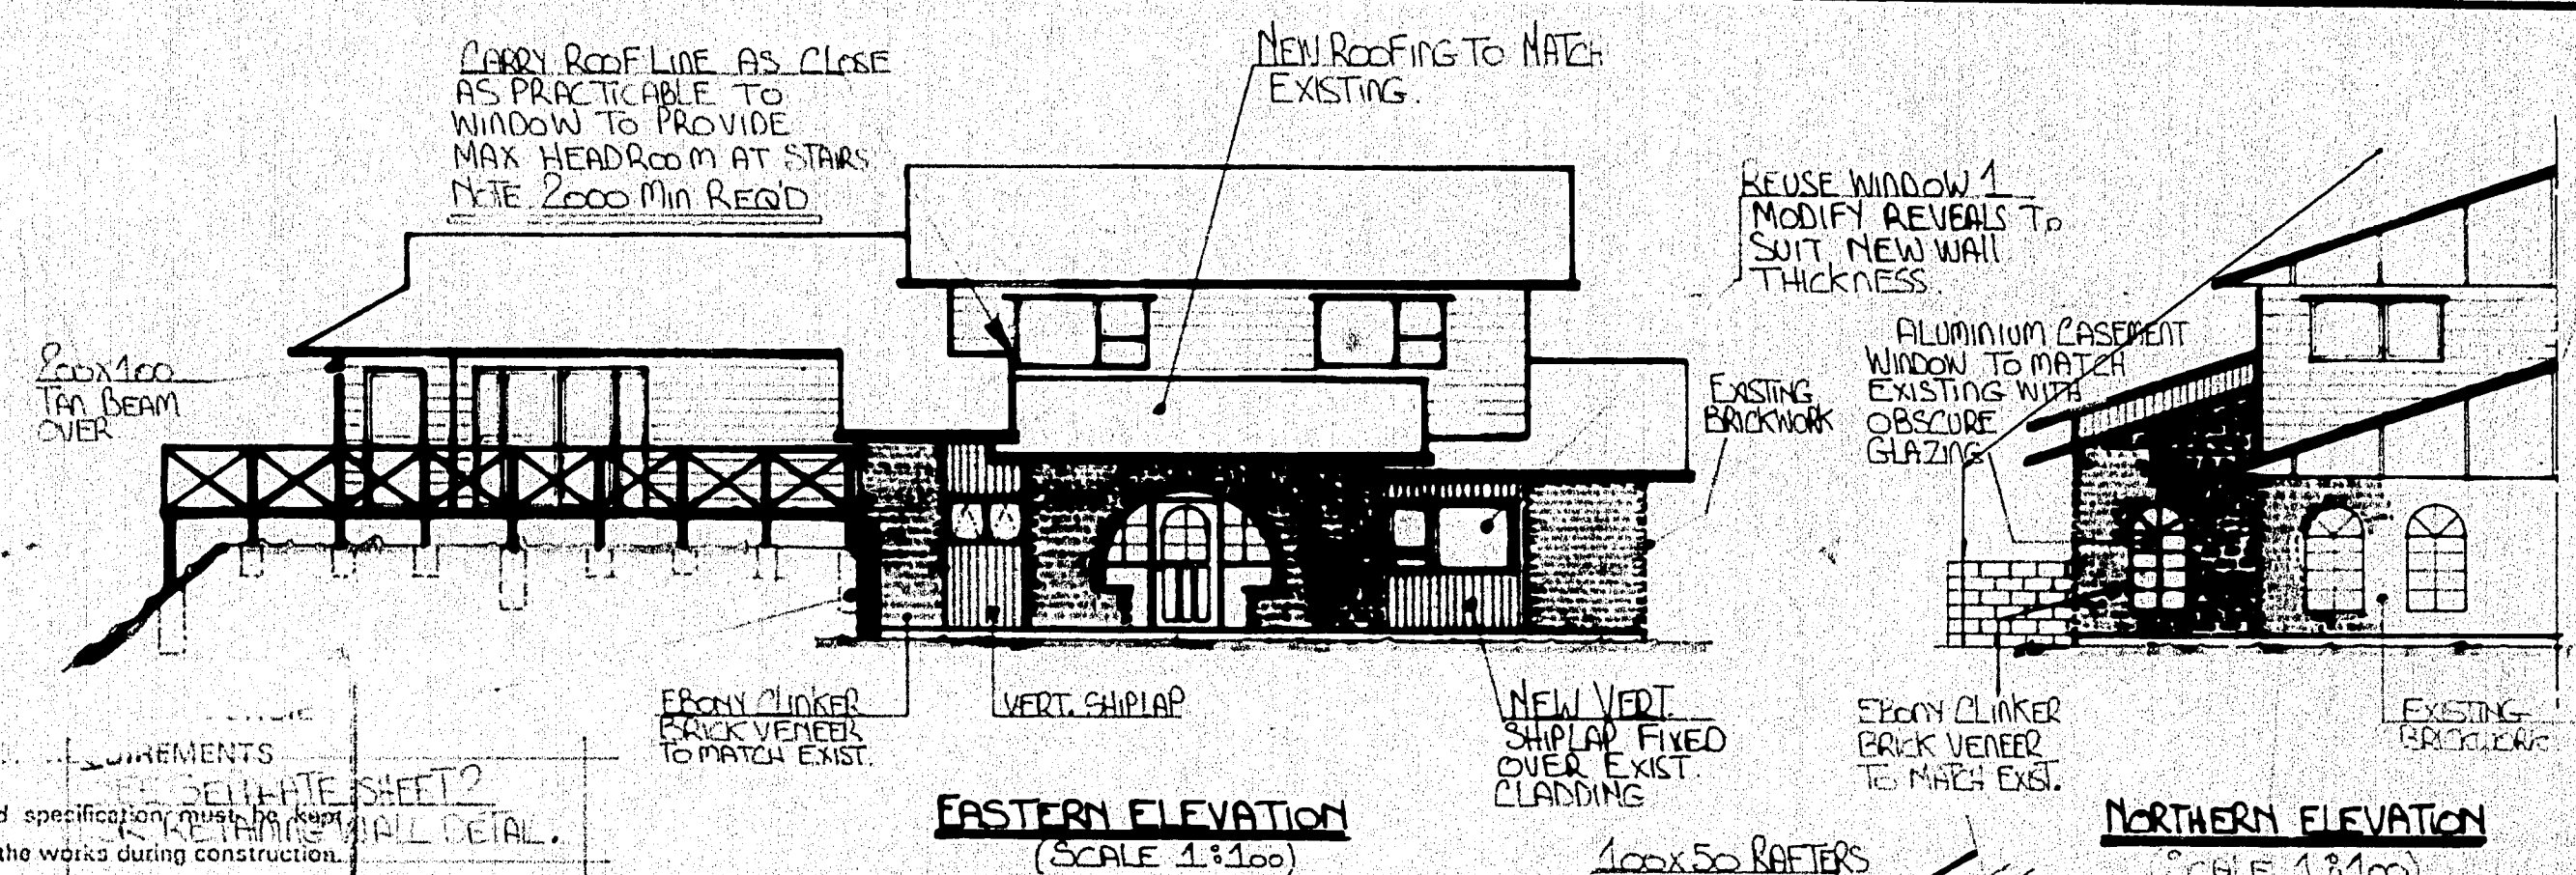 CARRY ROOF LINE AS CLOSE
AS PRACTICABLE TO
WINDOW TO PROVIDE
MAX HEADROOM AT STAIRS
NOTE 2000 MIN REQ'D
NEW ROOFING TO MATCH
EXISTING.
REUSE WINDOW 1
MODIFY REVEALS TO
SUIT NEW WALL
THICKNESS.
ALUMINIUM CASEMENT
WINDOW TO MATCH
EXISTING WITH
OBSCURE
GLAZING
200x100
TAN BEAM
OVER
EXISTING
BRICKWORK
EBONY CLINKER
BRICK VENEER
TO MATCH EXIST.
VERT. SHIPLAP
NEW VERT.
SHIPLAP FIXED
OVER EXIST.
CLADDING
EBONY CLINKER
BRICK VENEER
TO MATCH EXIST.
EXISTING
BRICKWORK
UIREMENTS
SHEET 2
specification must be kept
RETAINING WALL DETAIL.
the works during construction.
EASTERN ELEVATION
(SCALE 1:100)
NORTHERN ELEVATION
(SCALE 1:100)
100x50 RAFTERS